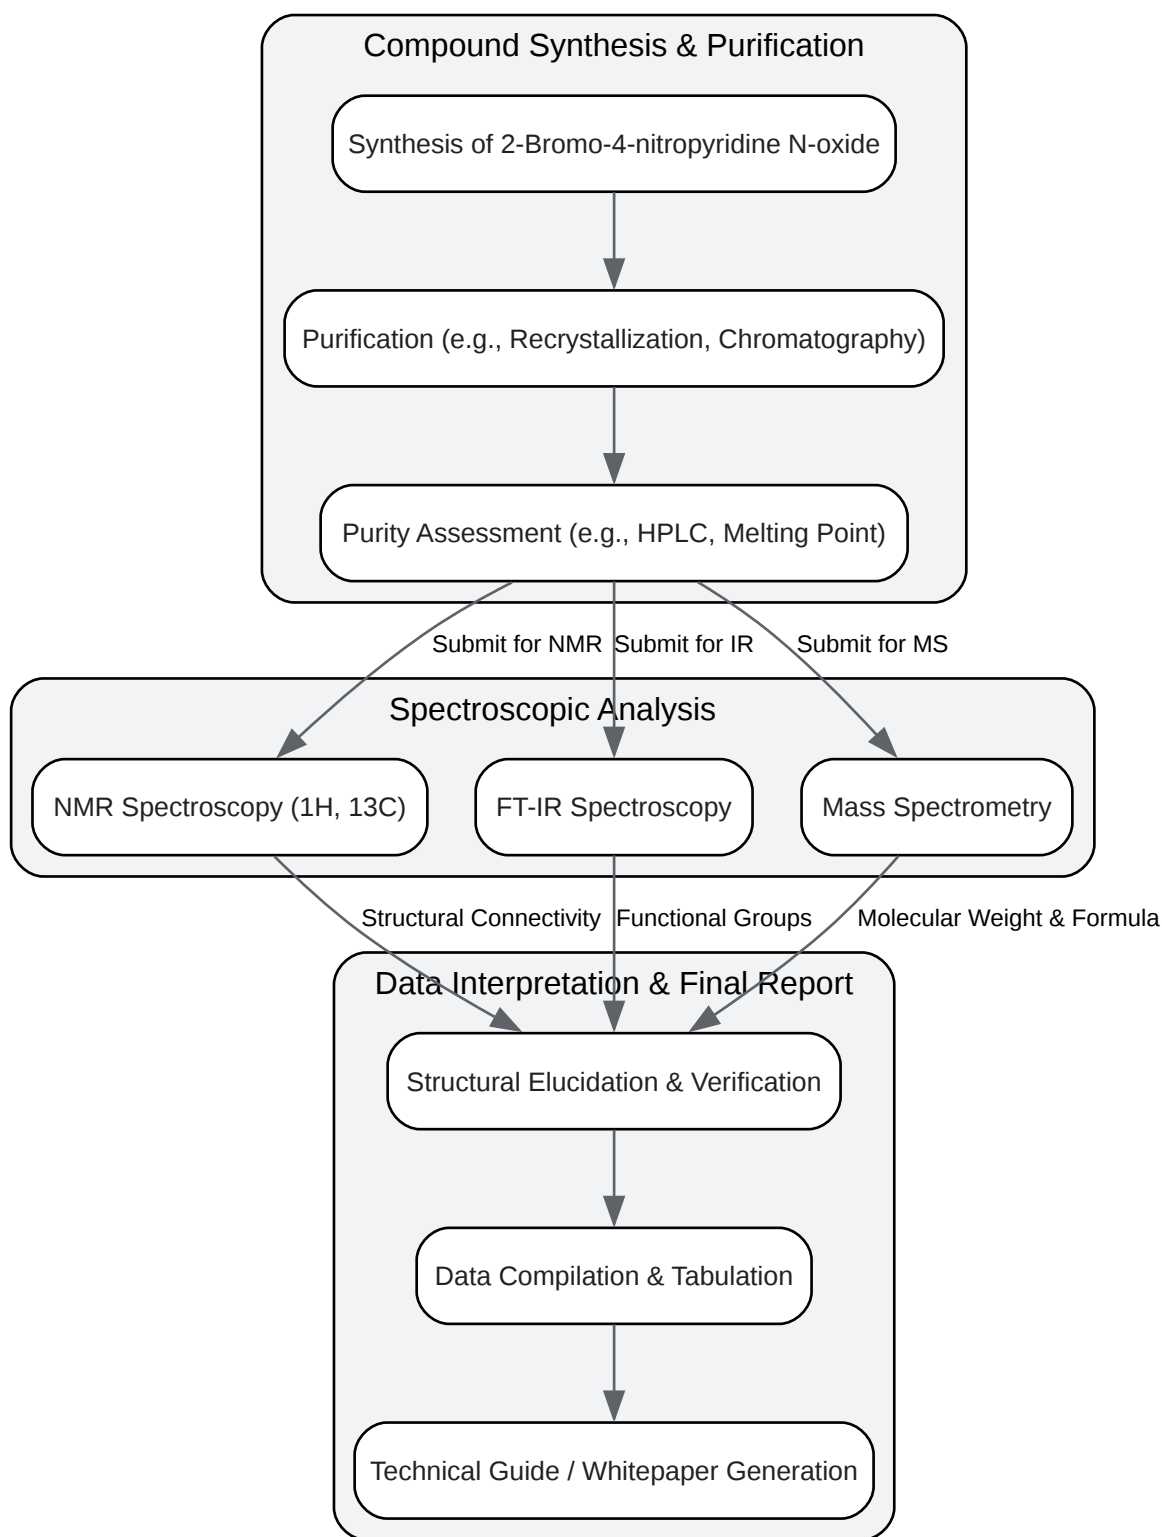 Compound Synthesis & Purification
Synthesis of 2-Bromo-4-nitropyridine N-oxide
Purification (e.g., Recrystallization, Chromatography)
Purity Assessment (e.g., HPLC, Melting Point)
Submit for NMR
Submit for IR
Submit for MS
Spectroscopic Analysis
NMR Spectroscopy (1H, 13C)
FT-IR Spectroscopy
Mass Spectrometry
Structural Connectivity
Functional Groups
Molecular Weight & Formula
Data Interpretation & Final Report
Structural Elucidation & Verification
Data Compilation & Tabulation
Technical Guide / Whitepaper Generation